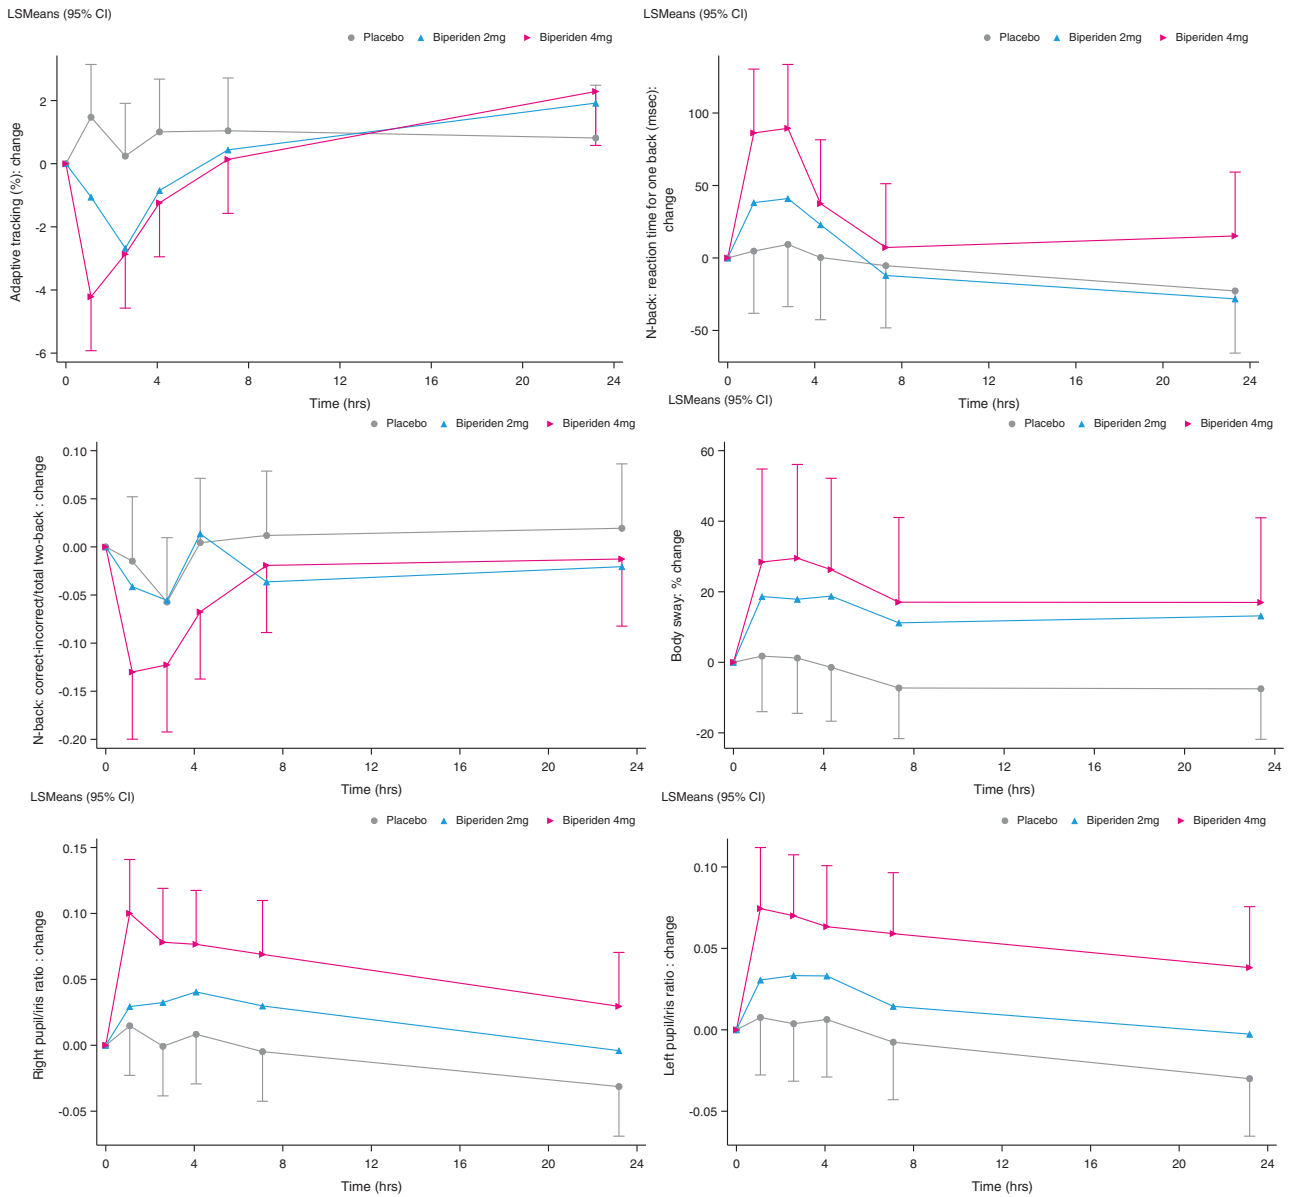 LSMeans (95% CI)
Placebo Biperiden 2mg Biperiden 4mg
Adaptive tracking (%): change
2
0
-2
-4
-6
0 4 8 12 16 20 24
Time (hrs)
LSMeans (95% CI)
Placebo Biperiden 2mg Biperiden 4mg
N-back: reaction time for one back (msec):
change
100
50
0
-50
0 4 8 12 16 20 24
Time (hrs)
Placebo Biperiden 2mg Biperiden 4mg
N-back: correct-incorrect/total two-back : change
0.10
0.05
0.00
-0.05
-0.10
-0.15
-0.20
0 4 8 12 16 20 24
Time (hrs)
LSMeans (95% CI)
Placebo Biperiden 2mg Biperiden 4mg
Body sway: % change
60
40
20
0
-20
0 4 8 12 16 20 24
Time (hrs)
LSMeans (95% CI)
Placebo Biperiden 2mg Biperiden 4mg
Right pupil/iris ratio : change
0.15
0.10
0.05
0.00
-0.05
0 4 8 12 16 20 24
Time (hrs)
LSMeans (95% CI)
Placebo Biperiden 2mg Biperiden 4mg
Left pupil/iris ratio : change
0.10
0.05
0.00
-0.05
0 4 8 12 16 20 24
Time (hrs)